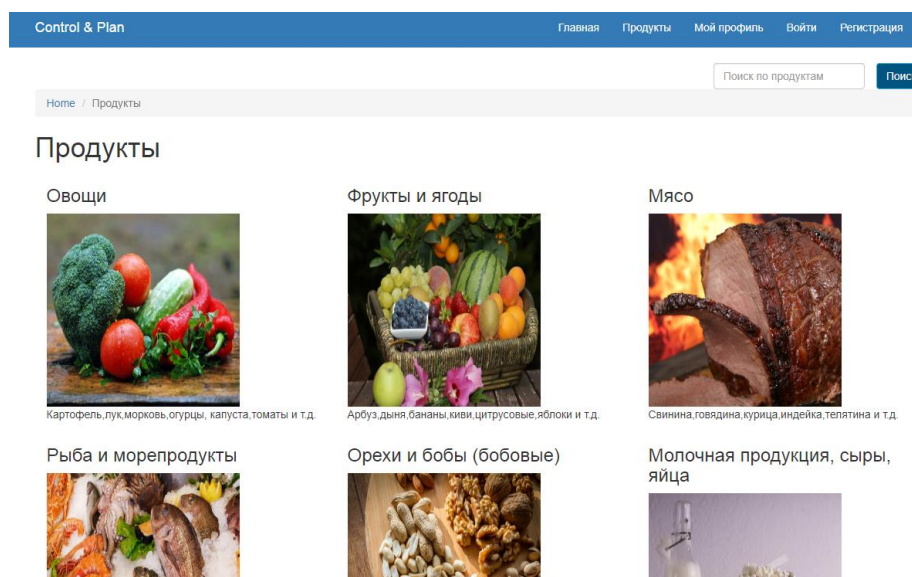 Control & Plan
Главная Продукты Мой профиль Войти Регистрация
Поиск по продуктам
Home / Продукты
Продукты
Овощи
Фрукты и ягоды
Мясо
Картофель,лук,морковь,огурцы, капуста,томаты и т.д.
Арбуз,дыня,бананы,киви,цитрусовые,яблоки и т.д.
Свинина,говядина,курица,индейка,телятина и т.д.
Рыба и морепродукты
Орехи и бобы (бобовые)
Молочная продукция, сыры,
яйца